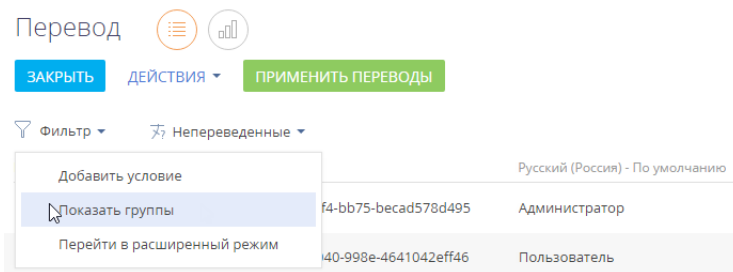 Перевод
ЗАКРЫТЬ ДЕЙСТВИЯ ПРИМЕНИТЬ ПЕРЕВОДЫ
Фильтр Непереведенные
Добавить условие
Русский (Россия) - По умолчанию
Показать группы
f4-bb75-becad578d495 Администратор
Перейти в расширенный режим
040-998e-4641042eff46 Пользователь